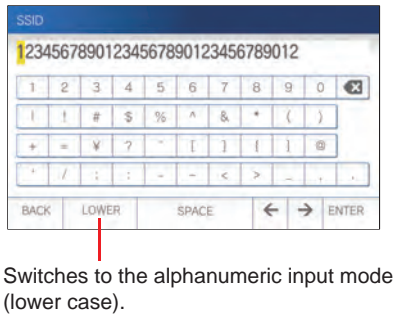 SSID
12345678901234567890123456789012
1 2 3 4 5 6 7 8 9 0
! # $ % ^ & * ( )
+ = ¥ ? [ ] { } @
/ ; : - < > _ , .
BACK LOWER SPACE ← → ENTER
Switches to the alphanumeric input mode
(lower case).